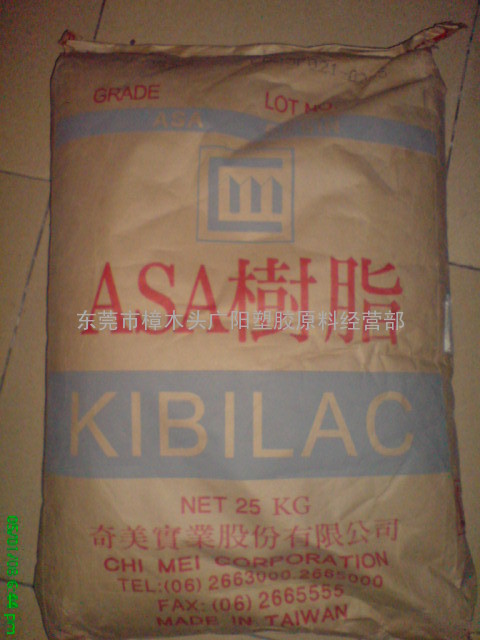 GRADE
LOT NO
ASA
ASA樹脂
东莞市樟木头广阳塑胶原料经营部
KIBILAC
NET 25 KG
奇美實業股份有限公司
CHI MEI CORPORATION
TEL:(06) 2663000.2665000
FAX:(06) 2665555
MADE IN TAIWAN